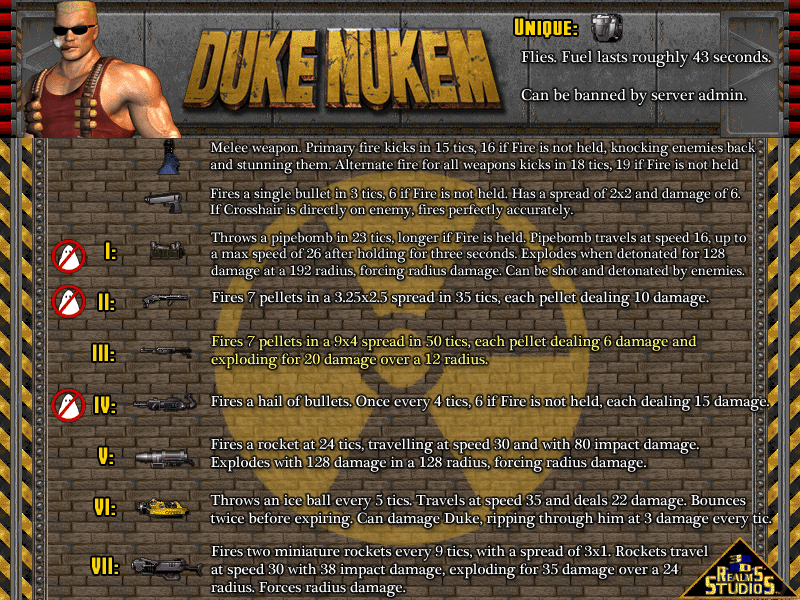 DUKE NUKEM
UNIQUE:
Flies. Fuel lasts roughly 43 seconds.
Can be banned by server admin.
Melee weapon. Primary fire kicks in 15 tics, 16 if Fire is not held, knocking enemies back
and stunning them. Alternate fire for all weapons kicks in 18 tics, 19 if Fire is not held
Fires a single bullet in 3 tics, 6 if Fire is not held. Has a spread of 2x2 and damage of 6.
If Crosshair is directly on enemy, fires perfectly accurately.
I:
Throws a pipebomb in 23 tics, longer if Fire is held. Pipebomb travels at speed 16, up to
a max speed of 26 after holding for three seconds. Explodes when detonated for 128
damage at a 192 radius, forcing radius damage. Can be shot and detonated by enemies.
II:
Fires 7 pellets in a 3.25x2.5 spread in 35 tics, each pellet dealing 10 damage.
III:
Fires 7 pellets in a 9x4 spread in 50 tics, each pellet dealing 6 damage and
exploding for 20 damage over a 12 radius.
IV:
Fires a hail of bullets. Once every 4 tics, 6 if Fire is not held, each dealing 15 damage.
V:
Fires a rocket at 24 tics, travelling at speed 30 and with 80 impact damage.
Explodes with 128 damage in a 128 radius, forcing radius damage.
VI:
Throws an ice ball every 5 tics. Travels at speed 35 and deals 22 damage. Bounces
twice before expiring. Can damage Duke, ripping through him at 3 damage every tic.
VII:
Fires two miniature rockets every 9 tics, with a spread of 3x1. Rockets travel
at speed 30 with 38 impact damage, exploding for 35 damage over a 24
radius. Forces radius damage.
3D
REALMS
STUDIOS